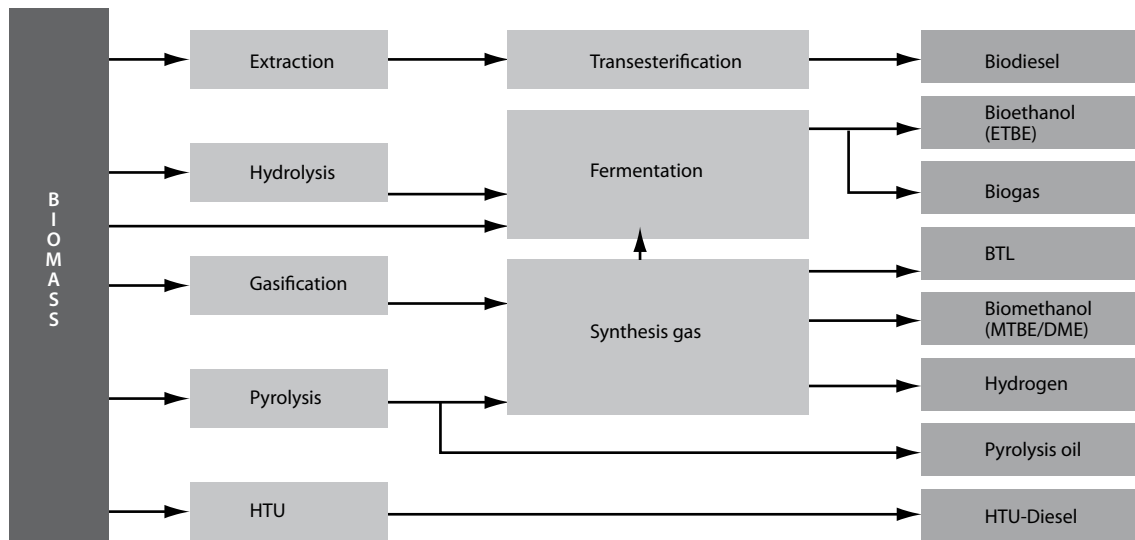 BIOMASS
Extraction
Transesterification
Biodiesel
Hydrolysis
Fermentation
Bioethanol
(ETBE)
Biogas
Gasification
Synthesis gas
BTL
Biomethanol
(MTBE/DME)
Pyrolysis
Hydrogen
Pyrolysis oil
HTU
HTU-Diesel